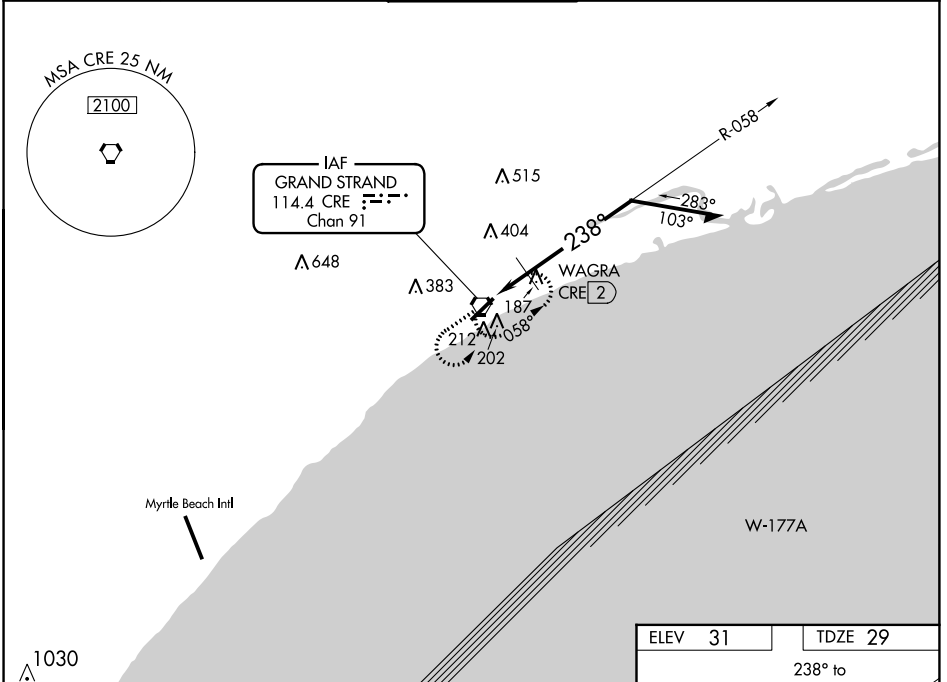 MSA CRE 25 NM
2100
IAF
GRAND STRAND
114.4 CRE
Chan 91
515
404
648
383
R-058
238°
283°
103°
WAGRA
CRE 2
187
058°
212
202
Myrtle Beach Intl
W-177A
1030
ELEV 31
TDZE 29
238° to